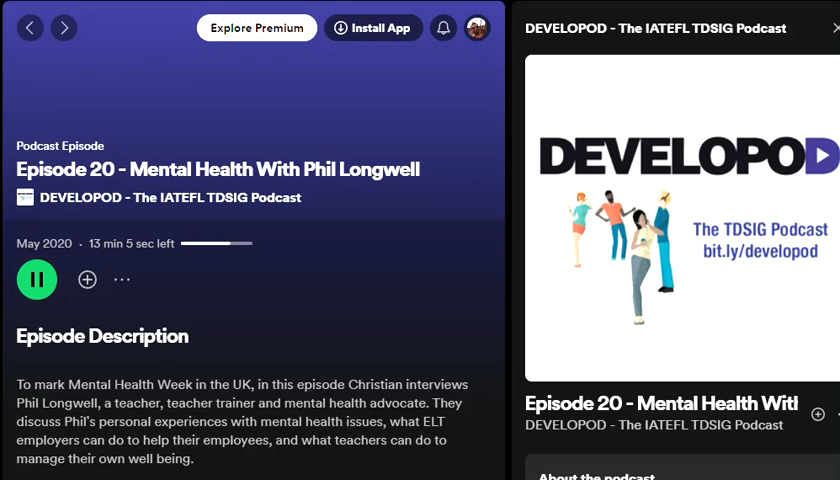 Explore Premium
Install App
Podcast Episode
Episode 20 - Mental Health With Phil Longwell
DEVELOPOD - The IATEFL TDSIG Podcast
May 2020 · 13 min 5 sec left
Episode Description
To mark Mental Health Week in the UK, in this episode Christian interviews
Phil Longwell, a teacher, teacher trainer and mental health advocate. They
discuss Phil's personal experiences with mental health issues, what ELT
employers can do to help their employees, and what teachers can do to
manage their own well being.
DEVELOPOD - The IATEFL TDSIG Podcast
DEVELOPOD
The TDSIG Podcast
bit.ly/developod
Episode 20 - Mental Health Witl
DEVELOPOD - The IATEFL TDSIG Podcast
About the podcast